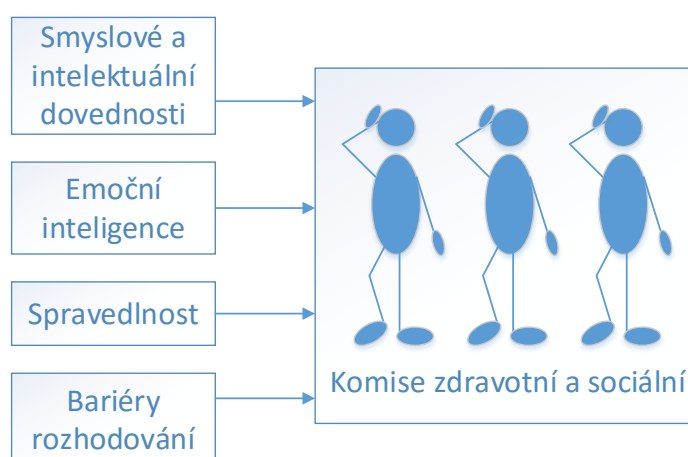 Smyslové a
intelektuální
dovednosti
Emoční
inteligence
Spravedlnost
Bariéry
rozhodování
Komise zdravotní a sociální